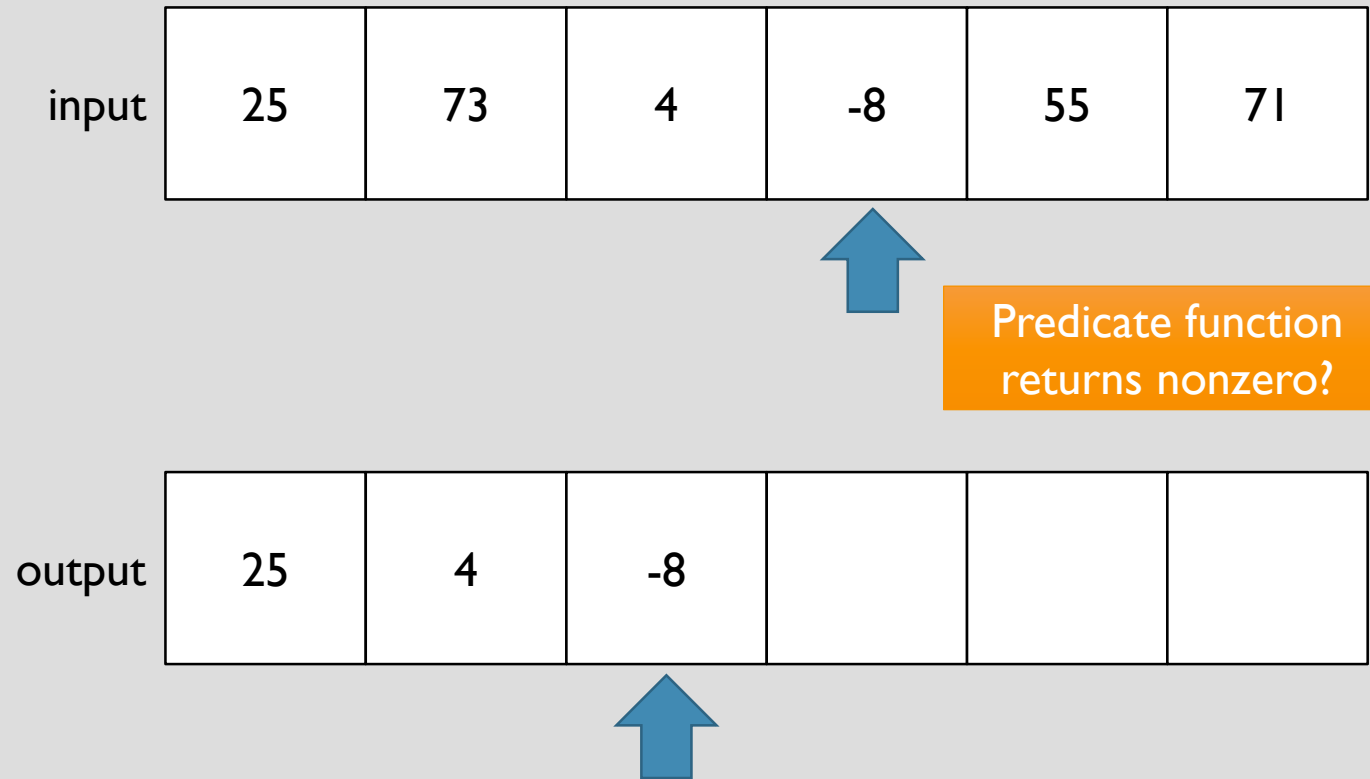 input 25 73 4 -8 55 71
Predicate function
returns nonzero?
output 25 4 -8